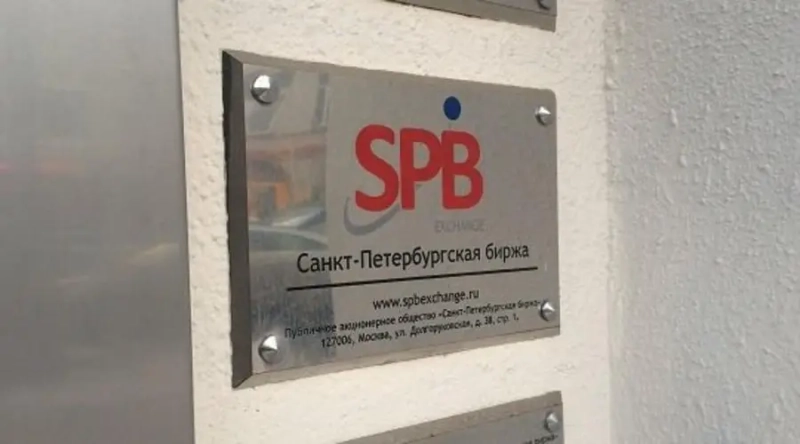 SPB
EXCHANGE
Санкт-Петербургская биржа
www.spbexchange.ru
Публичное акционерное общество «Санкт-Петербургская биржа»
127006, Москва, ул. Долгоруковская, д. 38, стр. 1,
биржа»